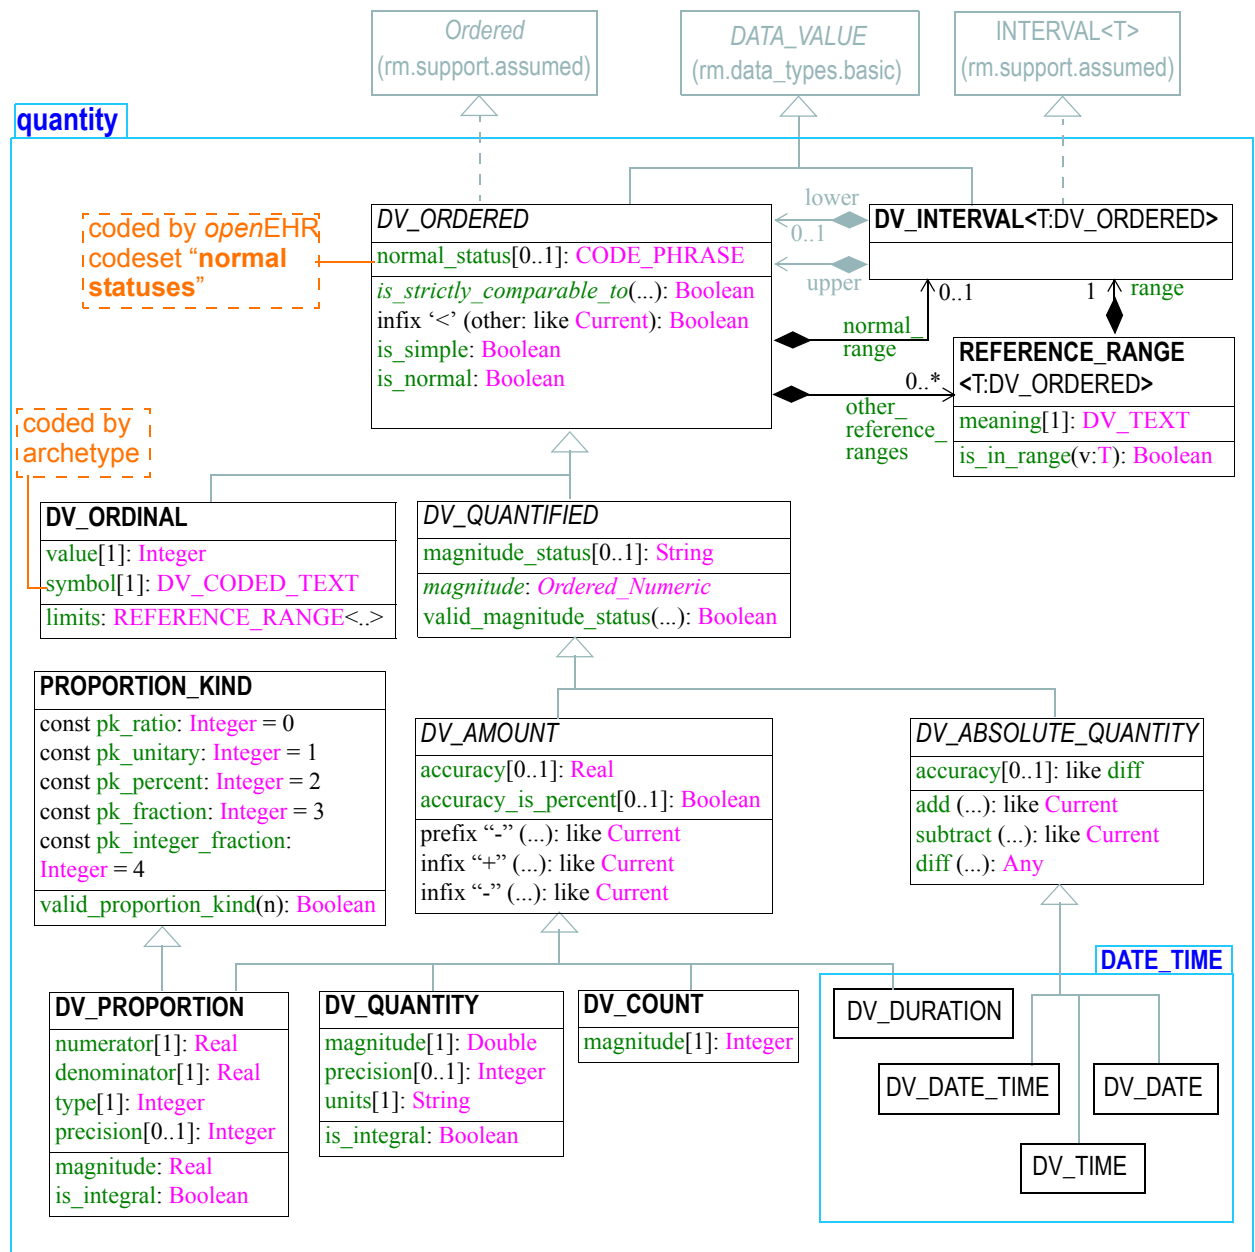 Ordered
(rm.support.assumed)
DATA_VALUE
(rm.data_types.basic)
INTERVAL<T>
(rm.support.assumed)
quantity
coded by openEHR
codeset “normal
statuses”
DV_ORDERED
normal_status[0..1]: CODE_PHRASE
is_strictly_comparable_to(...): Boolean
infix ‘<’ (other: like Current): Boolean
is_simple: Boolean
is_normal: Boolean
lower
0..1
upper
DV_INTERVAL<T:DV_ORDERED>
0..1
1
range
normal_
range
0..*
other_
reference_
ranges
REFERENCE_RANGE
<T:DV_ORDERED>
meaning[1]: DV_TEXT
is_in_range(v:T): Boolean
coded by
archetype
DV_ORDINAL
value[1]: Integer
symbol[1]: DV_CODED_TEXT
limits: REFERENCE_RANGE<..>
DV_QUANTIFIED
magnitude_status[0..1]: String
magnitude: Ordered_Numeric
valid_magnitude_status(...): Boolean
PROPORTION_KIND
const pk_ratio: Integer = 0
const pk_unitary: Integer = 1
const pk_percent: Integer = 2
const pk_fraction: Integer = 3
const pk_integer_fraction:
Integer = 4
valid_proportion_kind(n): Boolean
DV_AMOUNT
accuracy[0..1]: Real
accuracy_is_percent[0..1]: Boolean
prefix “-” (...): like Current
infix “+” (...): like Current
infix “-” (...): like Current
DV_ABSOLUTE_QUANTITY
accuracy[0..1]: like diff
add (...): like Current
subtract (...): like Current
diff (...): Any
DV_PROPORTION
numerator[1]: Real
denominator[1]: Real
type[1]: Integer
precision[0..1]: Integer
magnitude: Real
is_integral: Boolean
DV_QUANTITY
magnitude[1]: Double
precision[0..1]: Integer
units[1]: String
is_integral: Boolean
DV_COUNT
magnitude[1]: Integer
DATE_TIME
DV_DURATION
DV_DATE_TIME
DV_DATE
DV_TIME